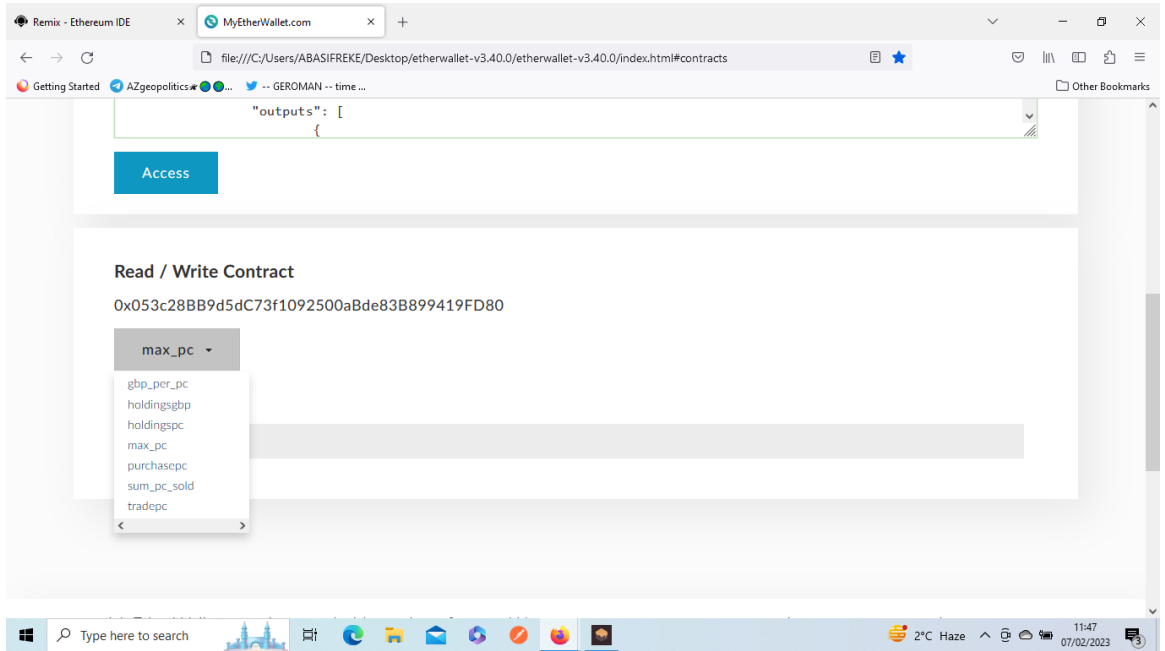 Remix - Ethereum IDE
MyEtherWallet.com
file:///C:/Users/ABASIFREKE/Desktop/etherwallet-v3.40.0/etherwallet-v3.40.0/index.html#contracts
Getting Started
AZgeopolitics
...
-- GEROMAN -- time ...
Other Bookmarks
"outputs": [
{
Access
Read / Write Contract
0x053c28BB9d5dC73f1092500aBde83B899419FD80
max_pc
gbp_per_pc
holdingsgbp
holdingspc
max_pc
purchasepc
sum_pc_sold
tradepc
Type here to search
2°C Haze
11:47
07/02/2023
3